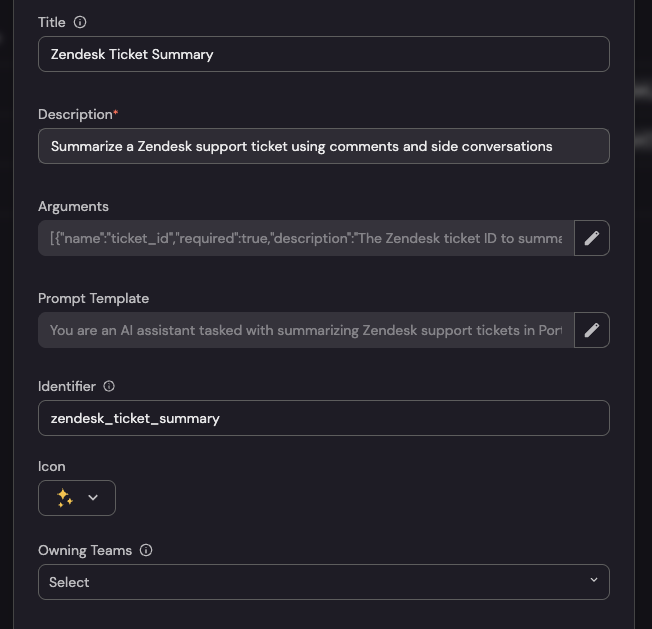 Title
Zendesk Ticket Summary
Description*
Summarize a Zendesk support ticket using comments and side conversations
Arguments
[{"name":"ticket_id","required":true,"description":"The Zendesk ticket ID to summa
Prompt Template
You are an AI assistant tasked with summarizing Zendesk support tickets in Port
Identifier
zendesk_ticket_summary
Icon
Owning Teams
Select